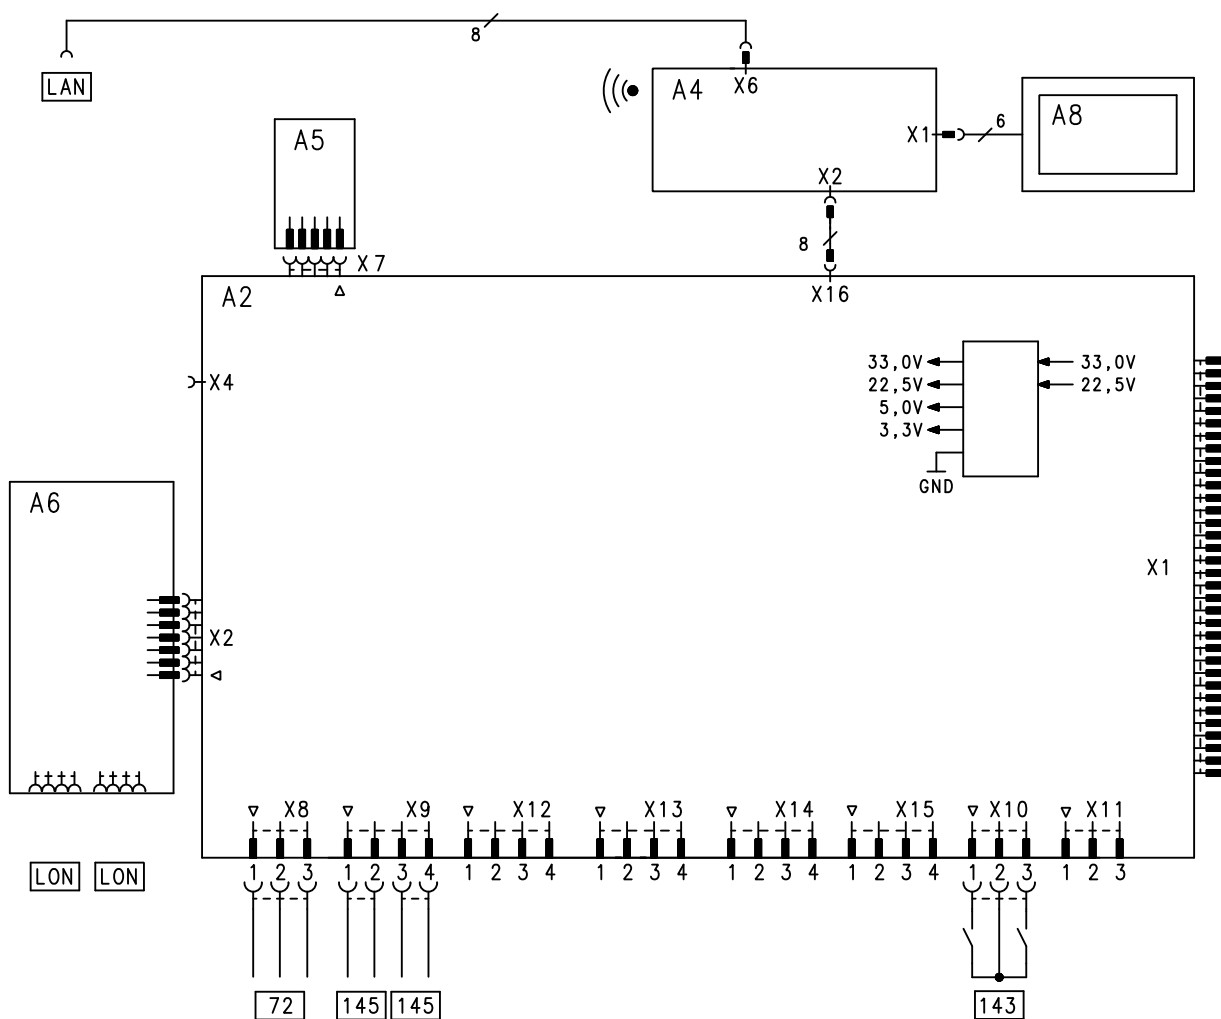 8
LAN
A4
X6
A8
A5
X1
6
X2
8
X7
A2
X16
33,0V
33,0V
X4
22,5V
22,5V
5,0V
3,3V
GND
A6
X1
X2
X8 X9 X12 X13 X14 X15 X10 X11
1 2 3 1 2 3 4 1 2 3 4 1 2 3 4 1 2 3 4 1 2 3 4 1 2 3 1 2 3
LON LON
72 145 145 143